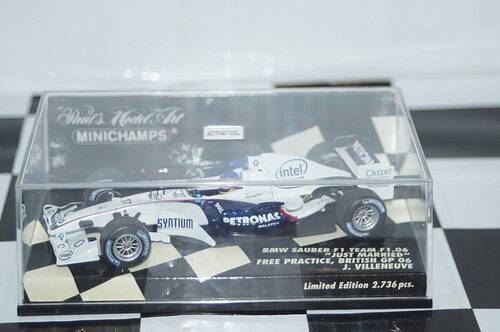 Paul's Model Art
MINICHAMPS
intel
CREDIT
SYNTIUM
PETRONAS
MALAYSIA
BMW SAUBER F1 TEAM F1.06
"JUST MARRIED"
FREE PRACTICE, BRITISH GP 06
J. VILLENEUVE
Limited Edition 2.736 pcs.